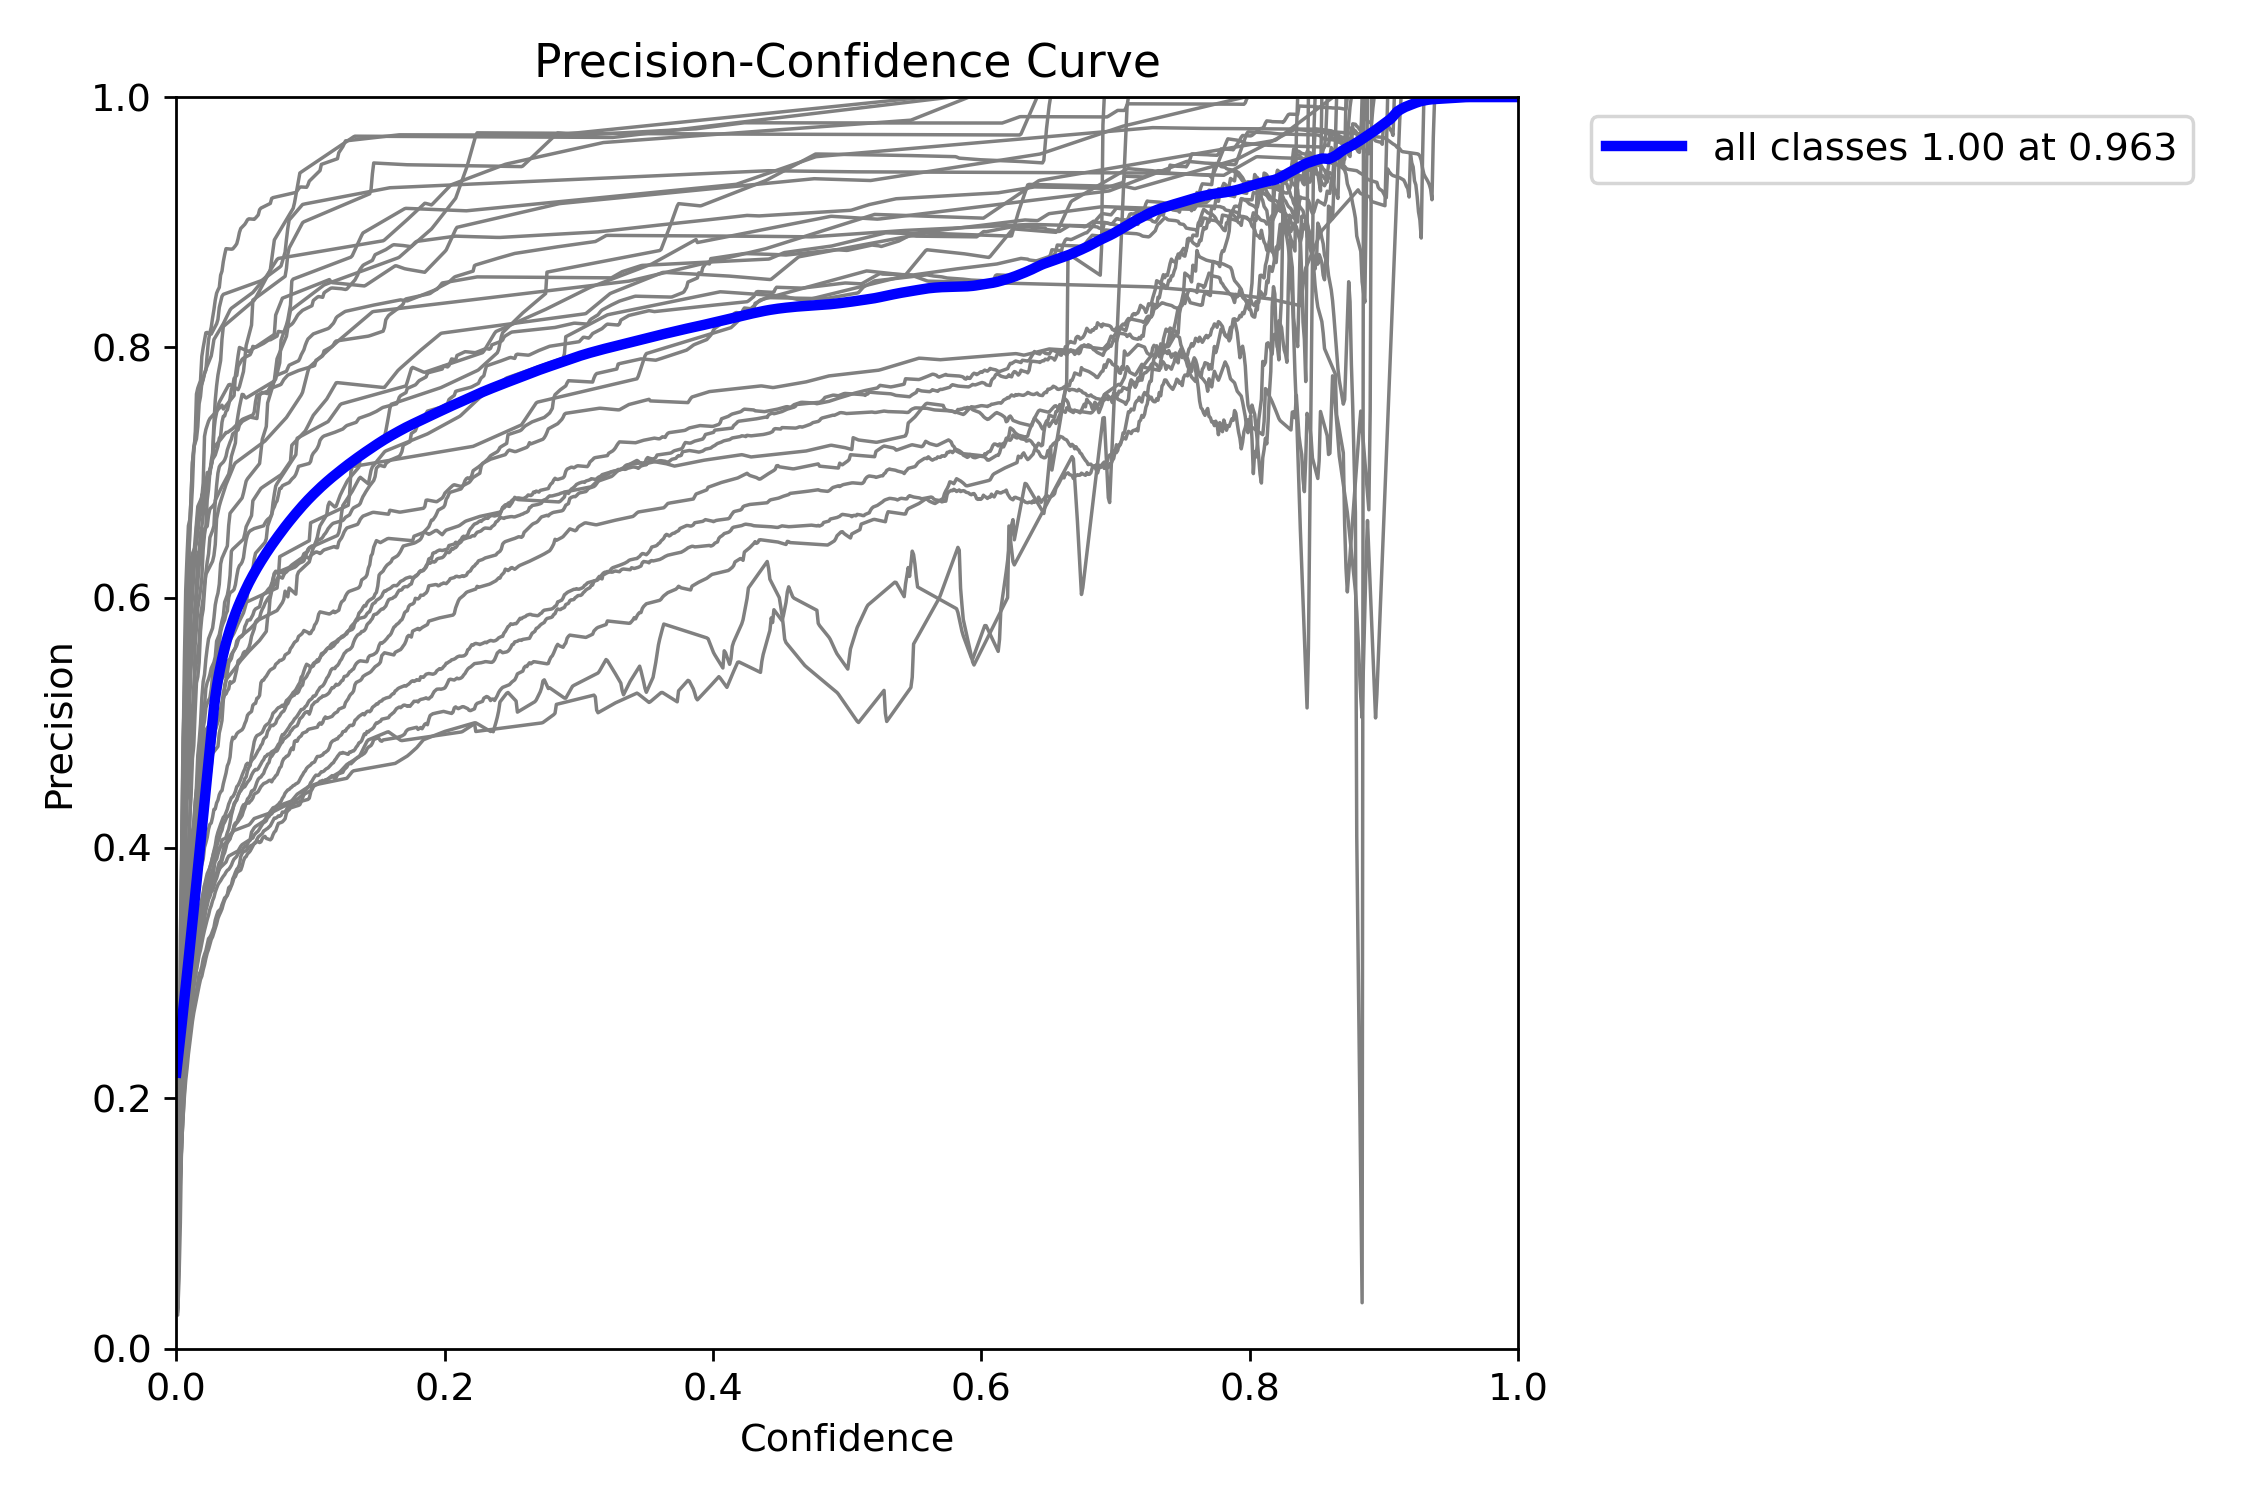 Precision-Confidence Curve
all classes 1.00 at 0.963
Precision
1.0
0.8
0.6
0.4
0.2
0.0
0.0 0.2 0.4 0.6 0.8 1.0
Confidence